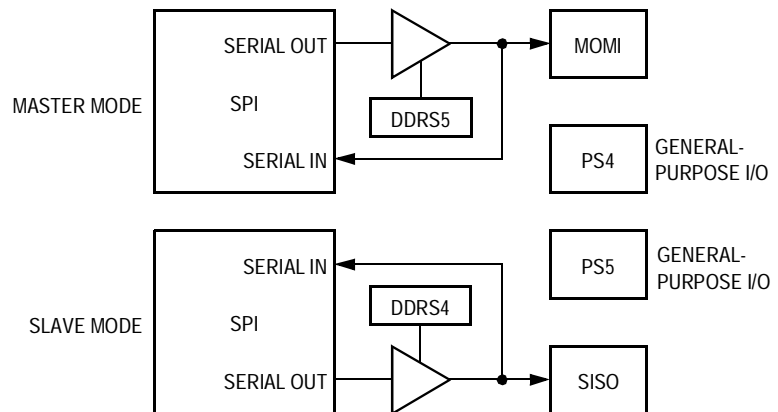 SERIAL OUT
MOMI
MASTER MODE
SPI
DDRS5
SERIAL IN
PS4
GENERAL-
PURPOSE I/O
SERIAL IN
PS5
GENERAL-
PURPOSE I/O
DDRS4
SLAVE MODE
SPI
SERIAL OUT
SISO